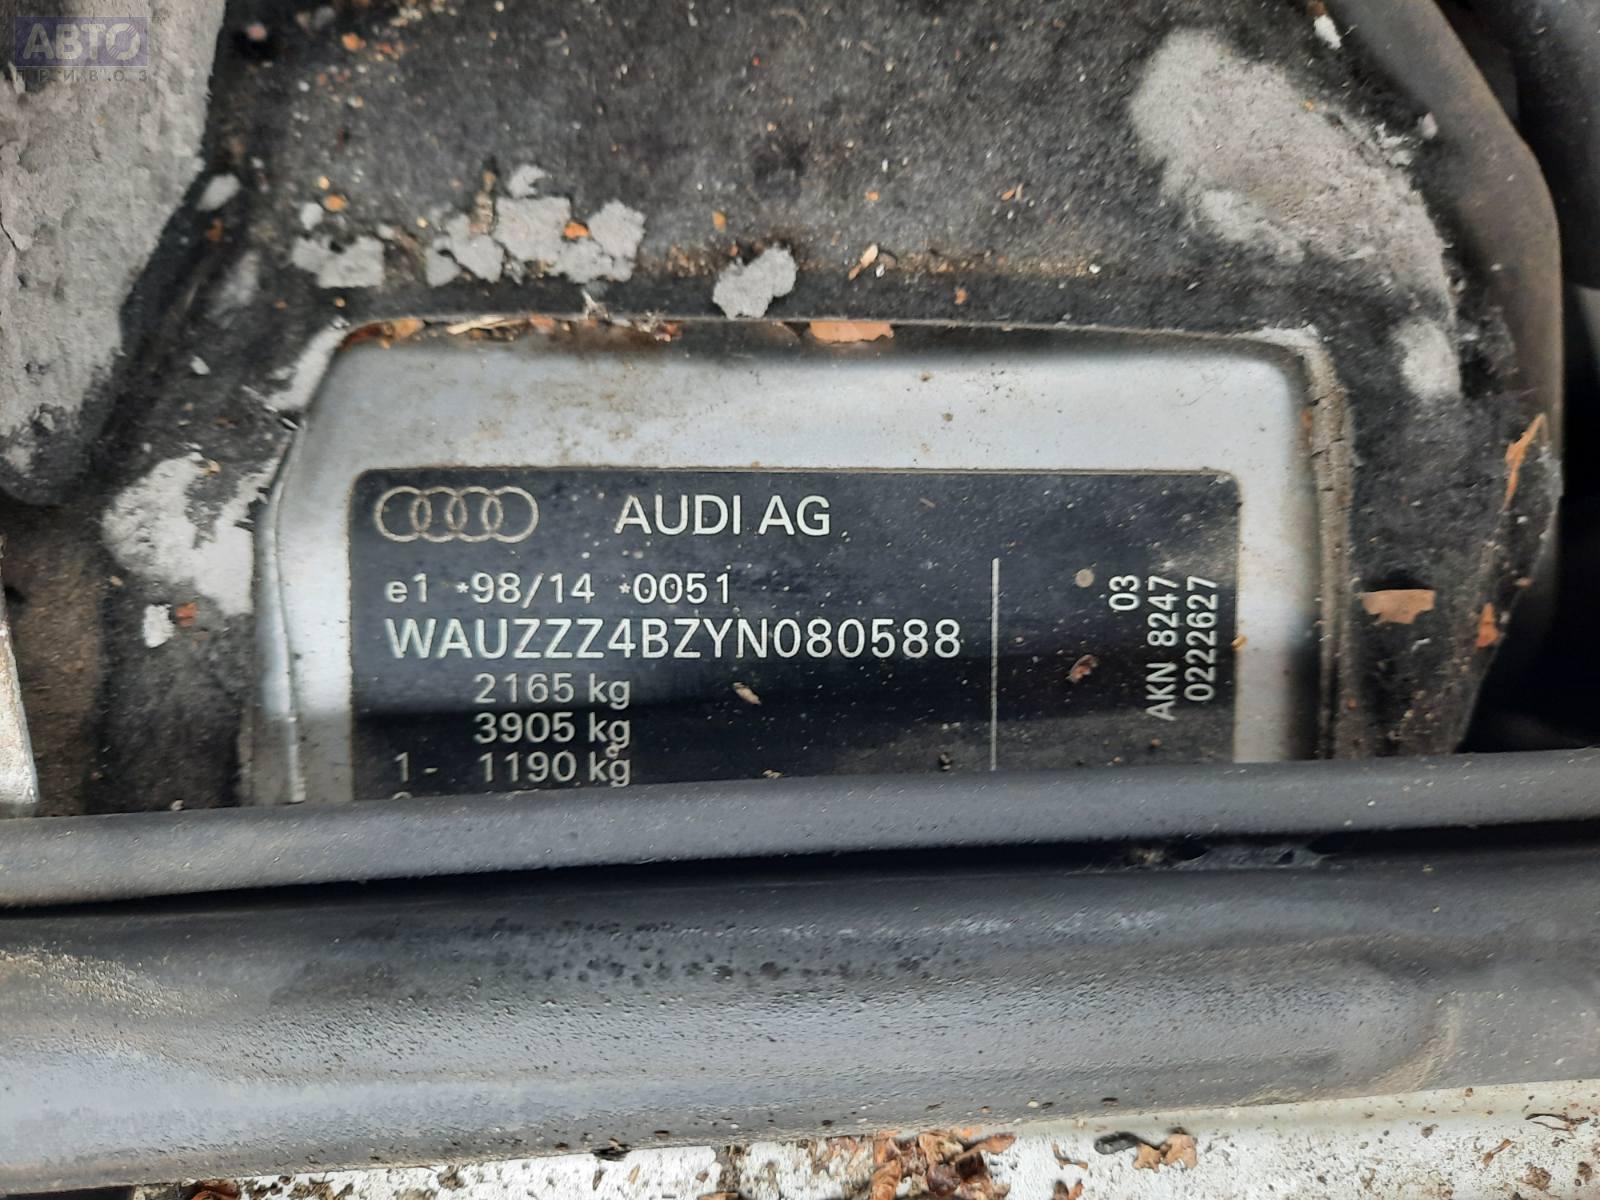 АВТО
ПРИВОЗ
AUDI AG
e1 *98/14 *0051
WAUZZZ4BZYN080588
2165 kg
3905 kg
1- 1190 kg
03
AKN 8247
0222627